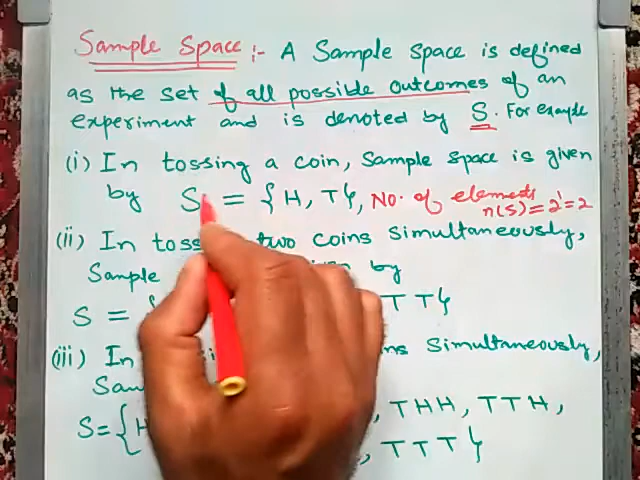 Sample Space :- A Sample space is defined
as the set of all possible outcomes of an
experiment and is denoted by S. For example
(i) In tossing a coin, Sample space is given
by S = {H, T}, No. of elements
n(S) = 2¹ = 2
(ii) In toss two coins simultaneously,
Sample by
S = { T T}
(iii) In simultaneously,
S = { , THH, TTH,
, TTT}